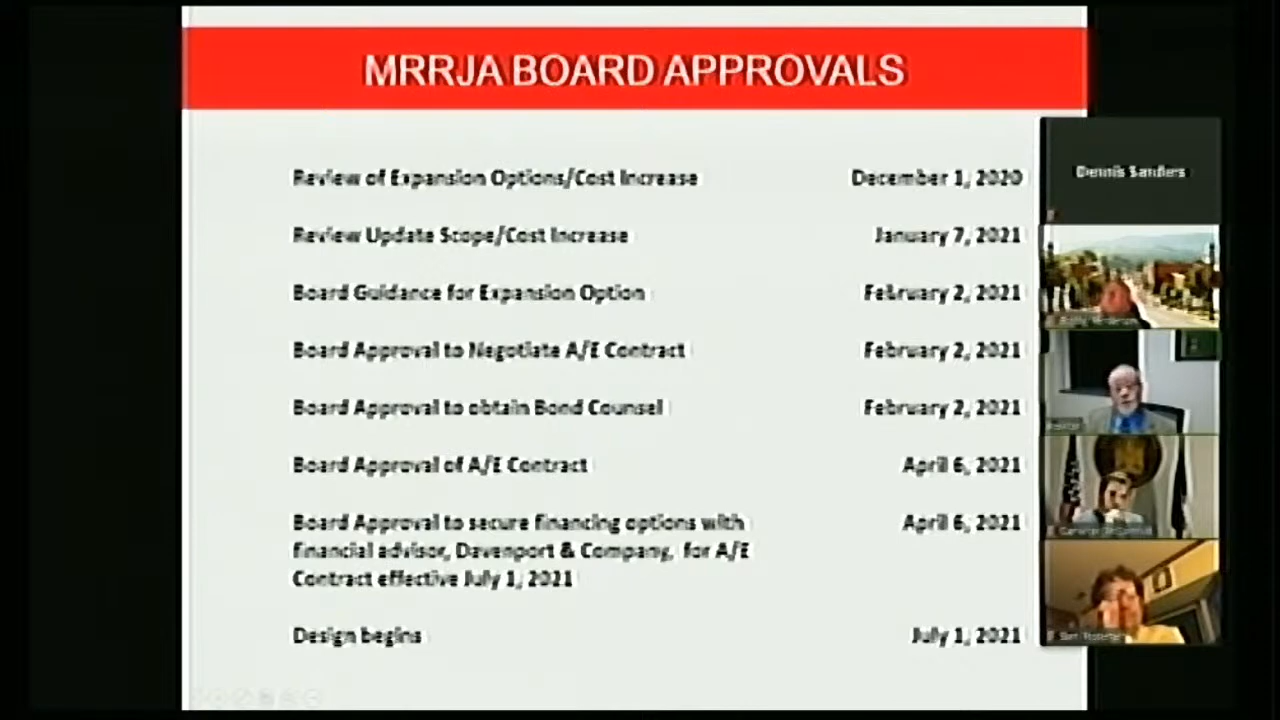 MRRJA BOARD APPROVALS
Review of Expansion Options/Cost Increase December 1, 2020
Review Update Scope/Cost Increase January 7, 2021
Board Guidance for Expansion Option February 2, 2021
Board Approval to Negotiate A/E Contract February 2, 2021
Board Approval to obtain Bond Counsel February 2, 2021
Board Approval of A/E Contract April 6, 2021
Board Approval to secure financing options with April 6, 2021
financial advisor, Davenport & Company, for A/E
Contract effective July 1, 2021
Design begins July 1, 2021
Dennis Sanders